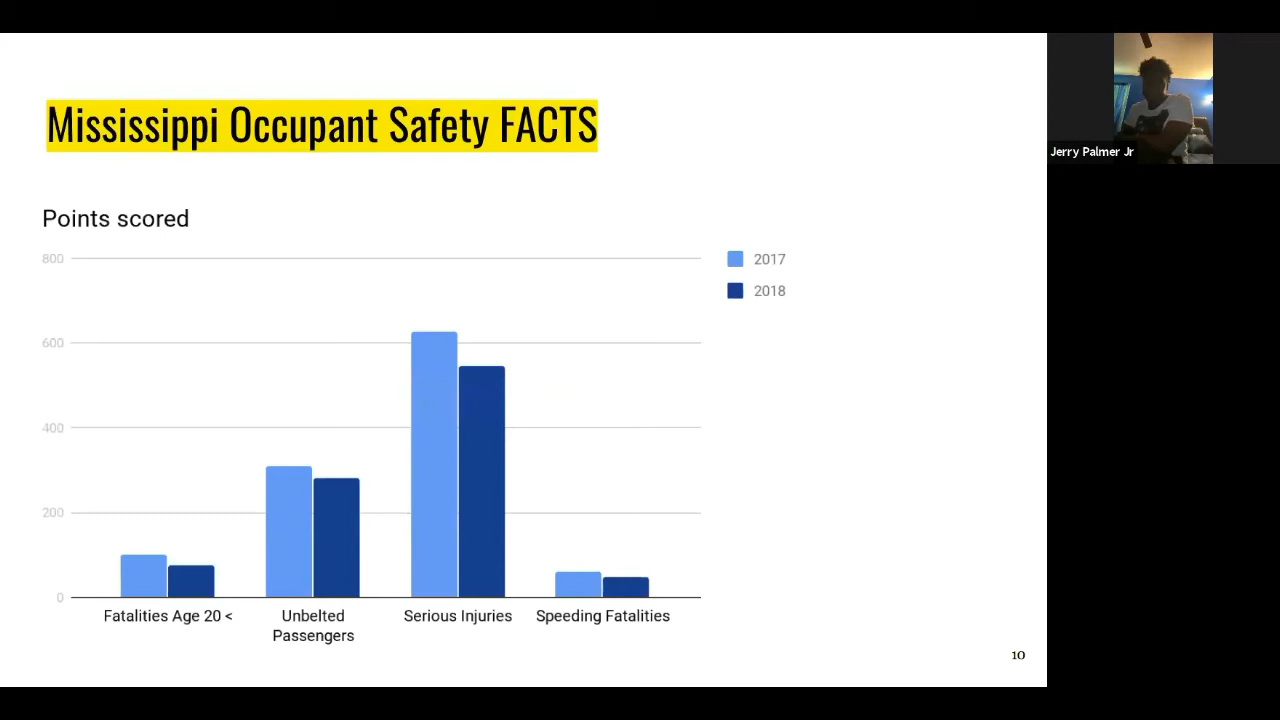 Mississippi Occupant Safety FACTS
Jerry Palmer Jr
Points scored
800
600
400
200
0
2017
2018
Fatalities Age 20 <
Unbelted
Passengers
Serious Injuries
Speeding Fatalities
10